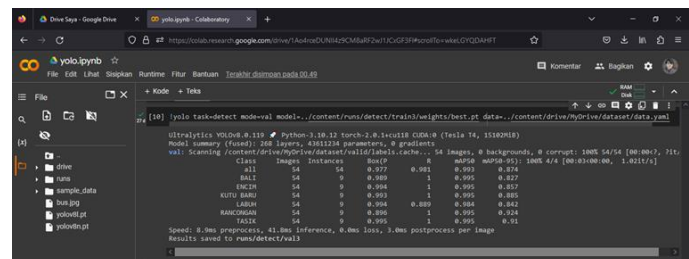 Drive Saya - Google Drive
yolo.ipynb - Colaboratory
https://colab.research.google.com/drive/1Ao4rceDUNII4z9CM8aRF2wJ1JCxGF3FI#scrollTo=wkeLGYQDAHFT
yolo.ipynb
Komentar
Bagikan
File Edit Lihat Sisipkan Runtime Fitur Bantuan Terakhir disimpan pada 00.49
File
+ Kode + Teks
RAM
Disk
[10] !yolo task=detect mode=val model=../content/runs/detect/train3/weights/best.pt data=../content/drive/MyDrive/dataset/data.yaml
..
drive
runs
sample_data
bus.jpg
yolov8l.pt
yolov8n.pt
Ultralytics YOLOv8.0.119 Python-3.10.12 torch-2.0.1+cu118 CUDA:0 (Tesla T4, 15102MiB)
Model summary (fused): 268 layers, 43611234 parameters, 0 gradients
val: Scanning /content/drive/MyDrive/dataset/valid/labels.cache... 54 images, 0 backgrounds, 0 corrupt: 100% 54/54 [00:00<?, ?it/
Class Images Instances Box(P R mAP50 mAP50-95): 100% 4/4 [00:03<00:00, 1.02it/s]
all 54 54 0.977 0.981 0.993 0.874
BALI 54 9 0.989 1 0.995 0.827
ENCIM 54 9 0.994 1 0.995 0.857
KUTU BARU 54 9 0.993 1 0.995 0.885
LABUH 54 9 0.994 0.889 0.984 0.842
RANCONGAN 54 9 0.896 1 0.995 0.924
TASIK 54 9 0.995 1 0.995 0.91
Speed: 8.9ms preprocess, 41.8ms inference, 0.0ms loss, 3.0ms postprocess per image
Results saved to runs/detect/val3